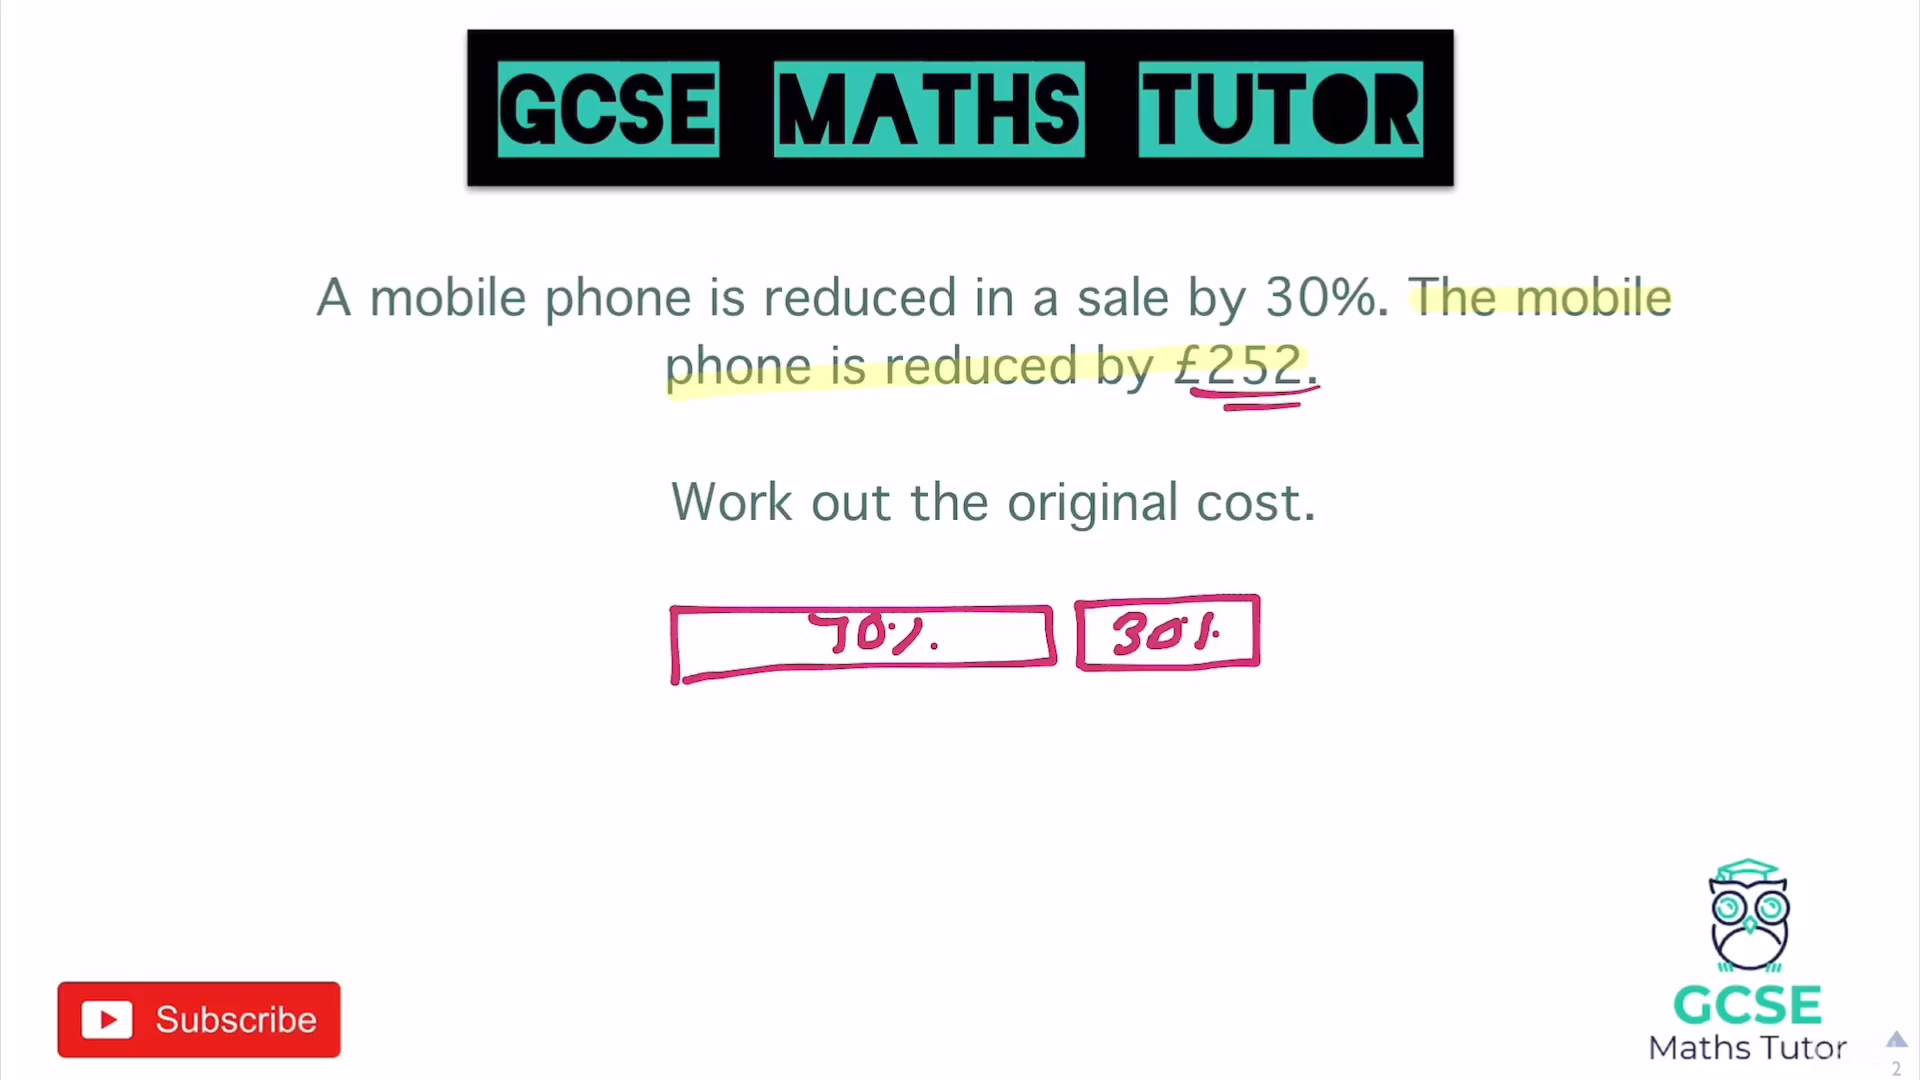 GCSE MATHS TUTOR
A mobile phone is reduced in a sale by 30%. The mobile
phone is reduced by £252.
Work out the original cost.
70% 30%
Subscribe
GCSE
Maths Tutor
2